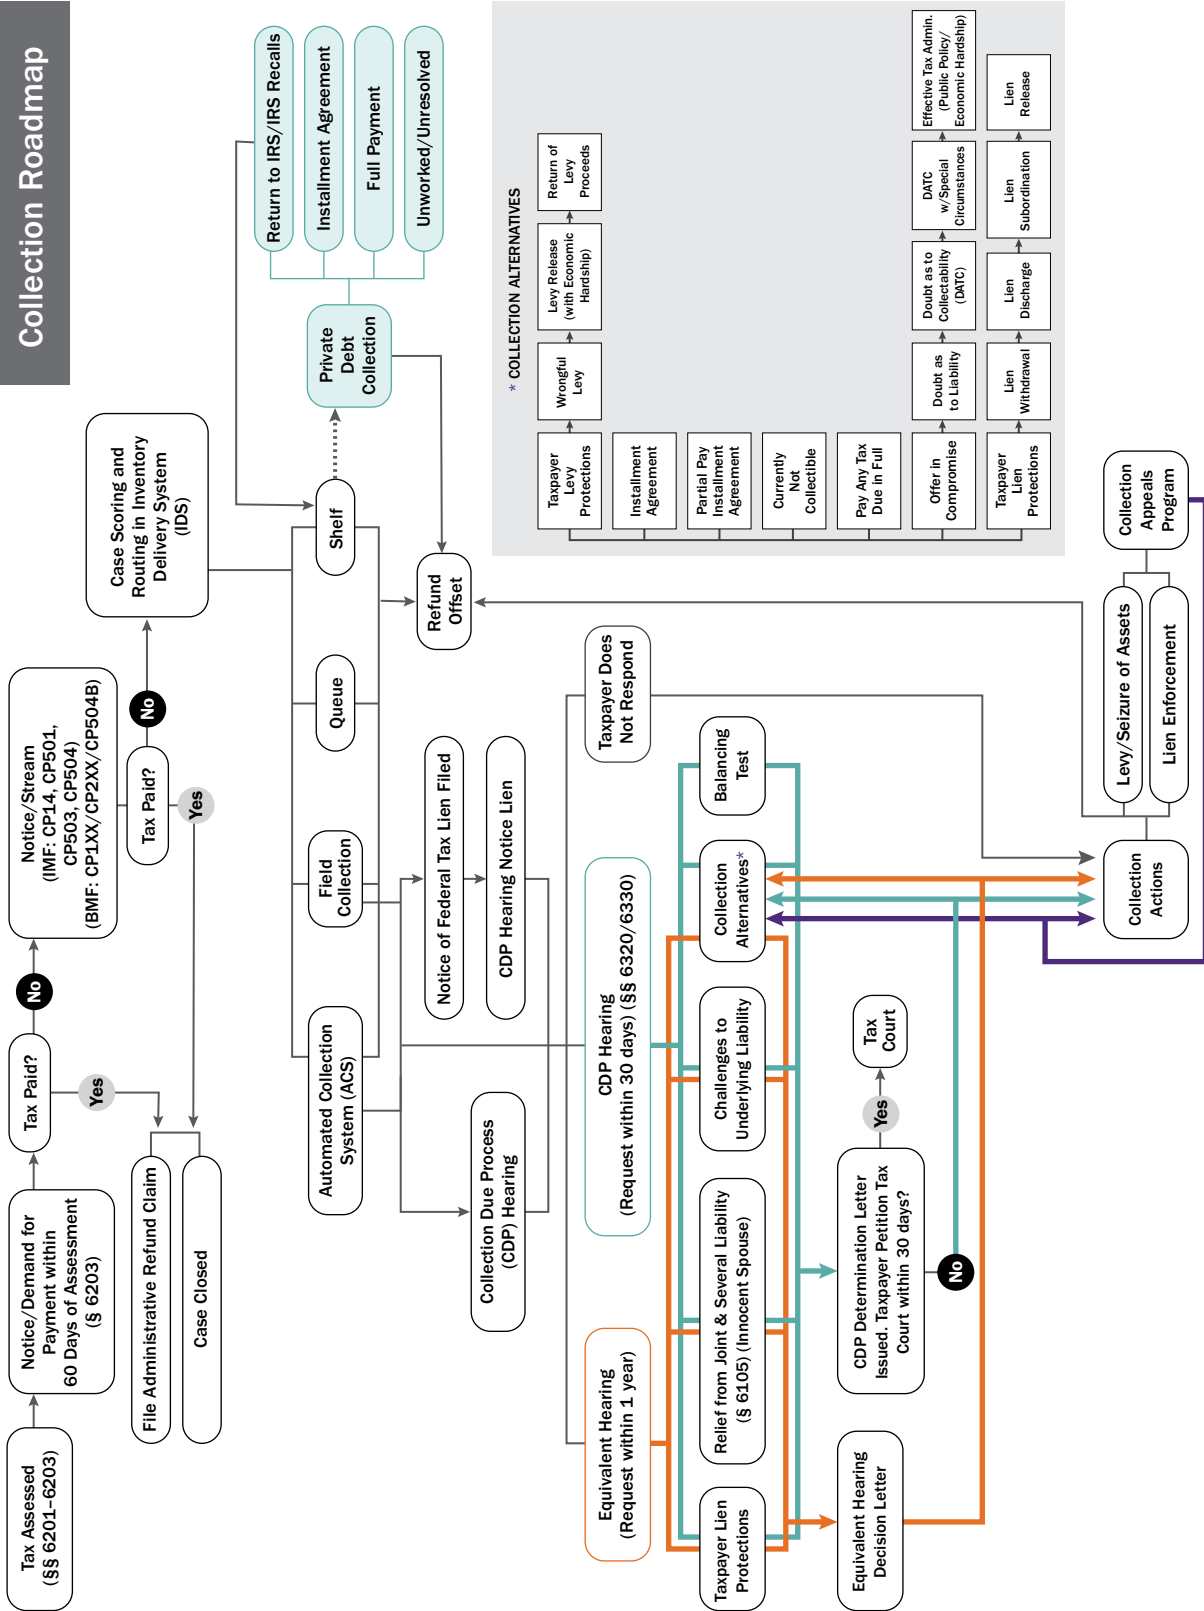 Collection Roadmap
Tax Assessed
(§§ 6201–6203)
Notice/Demand for
Payment within
60 Days of Assessment
(§ 6203)
Tax Paid?
No
Yes
Notice/Stream
(IMF: CP14, CP501,
CP503, CP504)
(BMF: CP1XX/CP2XX/CP504B)
Tax Paid?
No
Yes
File Administrative Refund Claim
Case Closed
Case Scoring and
Routing in Inventory
Delivery System
(IDS)
Automated Collection
System (ACS)
Field
Collection
Queue
Shelf
Private
Debt
Collection
Return to IRS/IRS Recalls
Installment Agreement
Full Payment
Unworked/Unresolved
Refund
Offset
Notice of Federal Tax Lien Filed
CDP Hearing Notice Lien
Collection Due Process
(CDP) Hearing
Equivalent Hearing
(Request within 1 year)
CDP Hearing
(Request within 30 days) (§§ 6320/6330)
Taxpayer Does
Not Respond
Taxpayer Lien
Protections
Relief from Joint & Several Liability
(§ 6105) (Innocent Spouse)
Challenges to
Underlying Liability
Collection
Alternatives*
Balancing
Test
Equivalent Hearing
Decision Letter
CDP Determination Letter
Issued. Taxpayer Petition Tax
Court within 30 days?
Yes
No
Tax
Court
Collection
Actions
Levy/Seizure of Assets
Lien Enforcement
Collection
Appeals
Program
* COLLECTION ALTERNATIVES
Taxpayer
Levy
Protections
Wrongful
Levy
Levy Release
(with Economic
Hardship)
Return of
Levy
Proceeds
Installment
Agreement
Partial Pay
Installment
Agreement
Currently
Not
Collectible
Pay Any Tax
Due in Full
Offer in
Compromise
Doubt as
to Liability
Doubt as to
Collectability
(DATC)
DATC
w/Special
Circumstances
Effective Tax Admin.
(Public Policy/
Economic Hardship)
Taxpayer
Lien
Protections
Lien
Withdrawal
Lien
Discharge
Lien
Subordination
Lien
Release